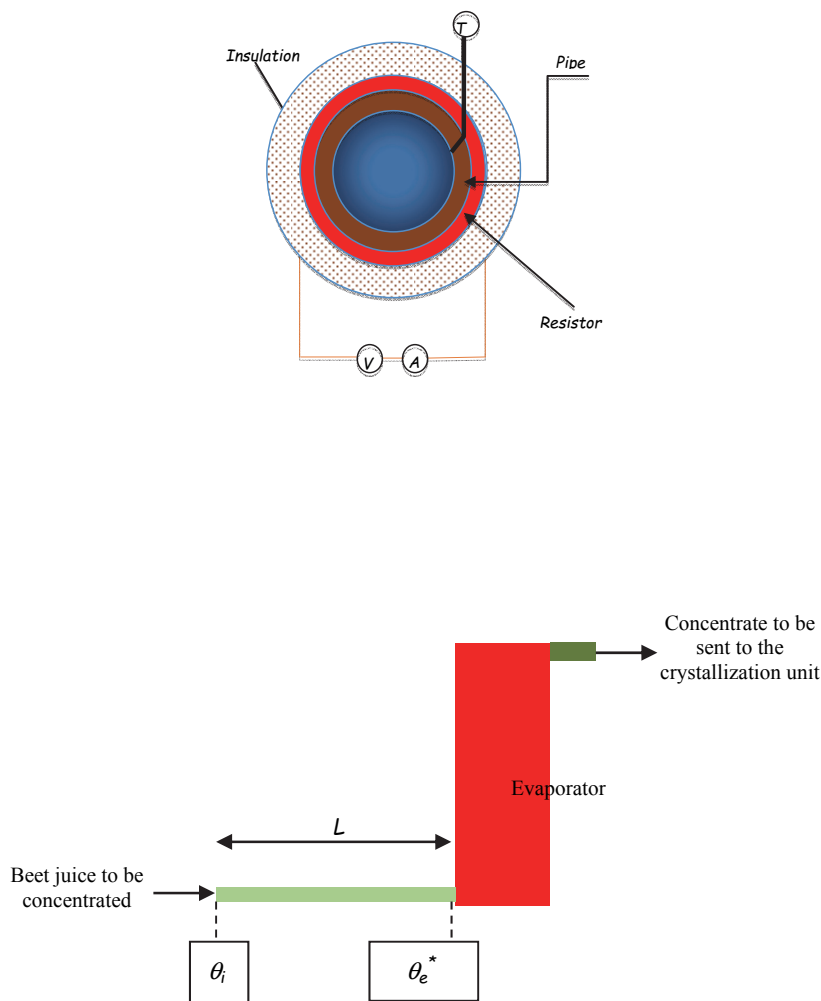 T
Insulation
Pipe
Resistor
V
A
Concentrate to be
sent to the
crystallization unit
Evaporator
L
Beet juice to be
concentrated
θi
θe*